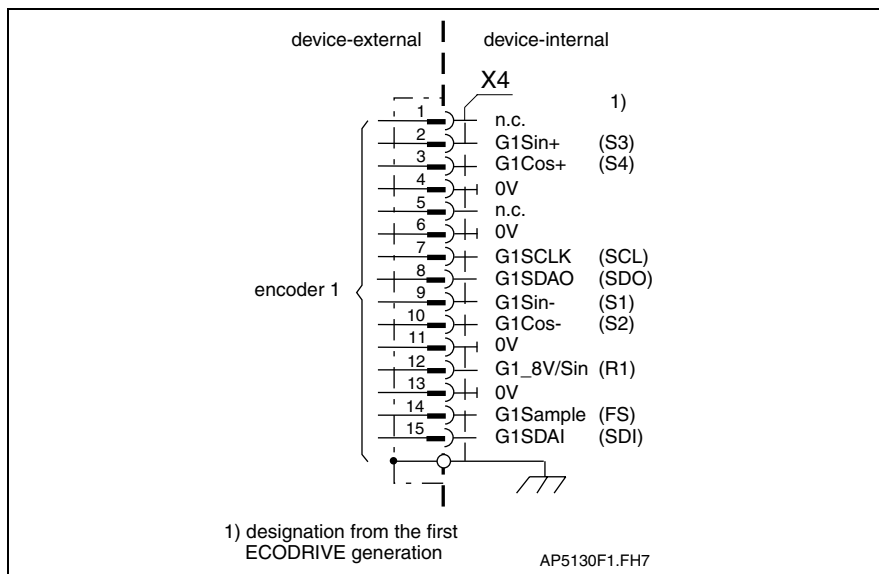 device-external device-internal
X4
1)
1 n.c.
2 G1Sin+ (S3)
3 G1Cos+ (S4)
4 0V
5 n.c.
6 0V
7 G1SCLK (SCL)
8 G1SDAO (SDO)
encoder 1
9 G1Sin- (S1)
10 G1Cos- (S2)
11 0V
12 G1_8V/Sin (R1)
13 0V
14 G1Sample (FS)
15 G1SDAI (SDI)
1) designation from the first
ECODRIVE generation
AP5130F1.FH7